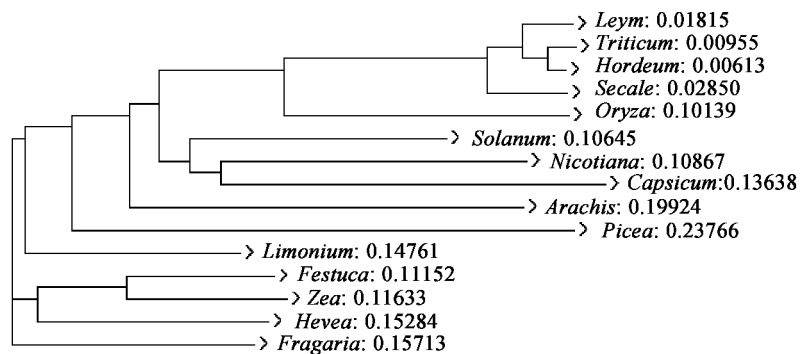 Leym: 0.01815
Triticum: 0.00955
Hordeum: 0.00613
Secale: 0.02850
Oryza: 0.10139
Solanum: 0.10645
Nicotiana: 0.10867
Capsicum:0.13638
Arachis: 0.19924
Picea: 0.23766
Limonium: 0.14761
Festuca: 0.11152
Zea: 0.11633
Hevea: 0.15284
Fragaria: 0.15713